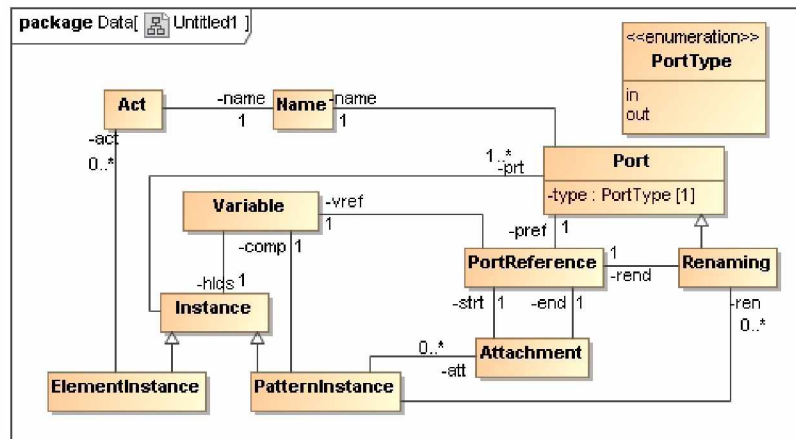 package Data[ Untitled1 ]
<<enumeration>>
PortType
in
out
Act
-name
1
Name
-name
1
-act
0..*
1..*
-prt
Port
-type : PortType [1]
Variable
-vref
1
-comp
1
-pref
1
PortReference
1
-rend
Renaming
-hlds
1
Instance
-strt
1
-end
1
-ren
0..*
0..*
-att
Attachment
ElementInstance
PatternInstance